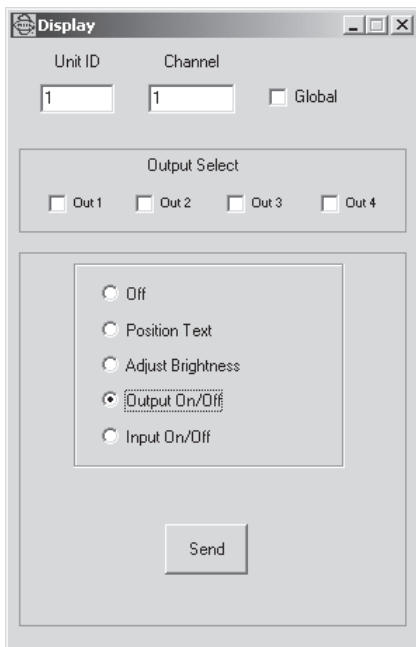 Display
Unit ID Channel
1 1 Global
Output Select
Out 1 Out 2 Out 3 Out 4
Off
Position Text
Adjust Brightness
Output On/Off
Input On/Off
Send